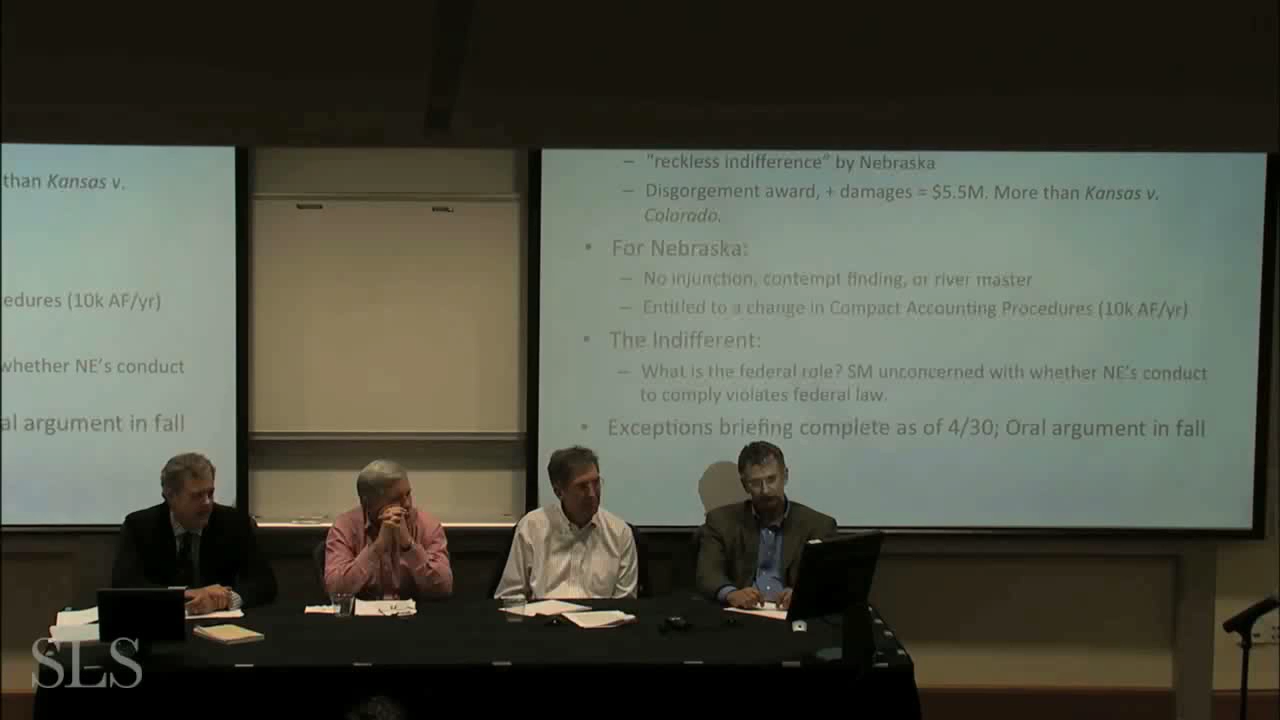 than Kansas v.
edures (10k AF/yr)
whether NE's conduct
al argument in fall
– "reckless indifference" by Nebraska
– Disgorgement award, + damages = $5.5M. More than Kansas v.
Colorado.
• For Nebraska:
– No injunction, contempt finding, or river master
– Entitled to a change in Compact Accounting Procedures (10k AF/yr)
• The Indifferent:
– What is the federal role? SM unconcerned with whether NE's conduct
to comply violates federal law.
• Exceptions briefing complete as of 4/30; Oral argument in fall
SLS